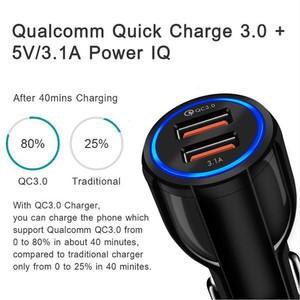 Qualcomm Quick Charge 3.0 +
5V/3.1A Power IQ
After 40mins Charging
80%
25%
QC3.0
Traditional
With QC3.0 Charger,
you can charge the phone which
support Qualcomm QC3.0 from
0 to 80% in about 40 minutes,
compared to traditional charger
only from 0 to 25% in 40 minites.
QC3.0
3.1A